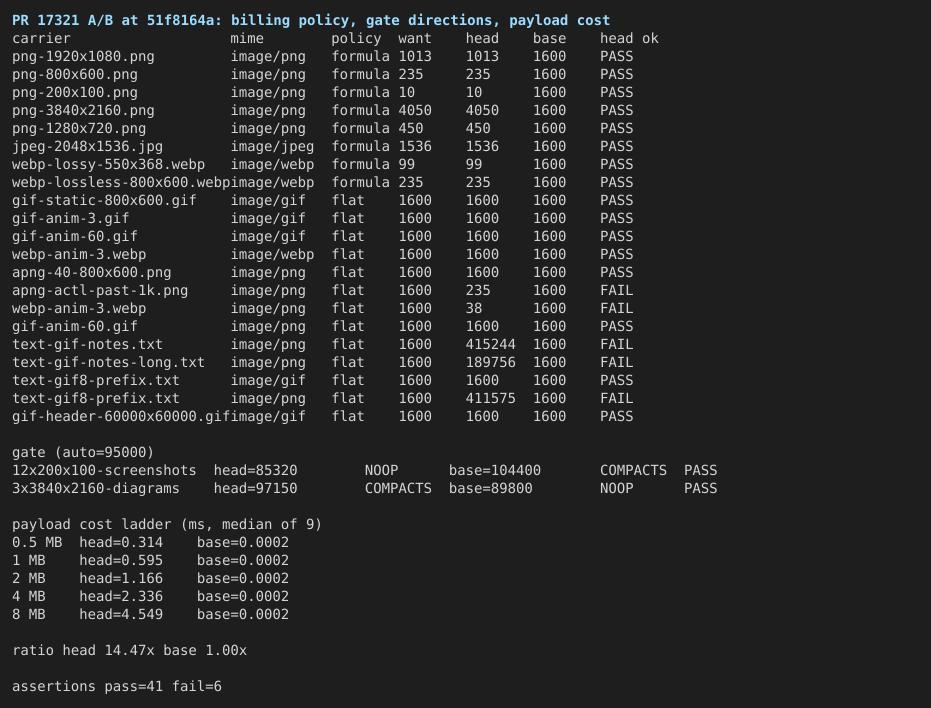 PR 17321 A/B at 51f8164a: billing policy, gate directions, payload cost
carrier mime policy want head base head ok
png-1920x1080.png image/png formula 1013 1013 1600 PASS
png-800x600.png image/png formula 235 235 1600 PASS
png-200x100.png image/png formula 10 10 1600 PASS
png-3840x2160.png image/png formula 4050 4050 1600 PASS
png-1280x720.png image/png formula 450 450 1600 PASS
jpeg-2048x1536.jpg image/jpeg formula 1536 1536 1600 PASS
webp-lossy-550x368.webp image/webp formula 99 99 1600 PASS
webp-lossless-800x600.webpimage/webp formula 235 235 1600 PASS
gif-static-800x600.gif image/gif flat 1600 1600 1600 PASS
gif-anim-3.gif image/gif flat 1600 1600 1600 PASS
gif-anim-60.gif image/gif flat 1600 1600 1600 PASS
webp-anim-3.webp image/webp flat 1600 1600 1600 PASS
apng-40-800x600.png image/png flat 1600 1600 1600 PASS
apng-actl-past-1k.png image/png flat 1600 235 1600 FAIL
webp-anim-3.webp image/png flat 1600 38 1600 FAIL
gif-anim-60.gif image/png flat 1600 1600 1600 PASS
text-gif-notes.txt image/png flat 1600 415244 1600 FAIL
text-gif-notes-long.txt image/png flat 1600 189756 1600 FAIL
text-gif8-prefix.txt image/gif flat 1600 1600 1600 PASS
text-gif8-prefix.txt image/png flat 1600 411575 1600 FAIL
gif-header-60000x60000.gifimage/gif flat 1600 1600 1600 PASS
gate (auto=95000)
12x200x100-screenshots head=85320 NOOP base=104400 COMPACTS PASS
3x3840x2160-diagrams head=97150 COMPACTS base=89800 NOOP PASS
payload cost ladder (ms, median of 9)
0.5 MB head=0.314 base=0.0002
1 MB head=0.595 base=0.0002
2 MB head=1.166 base=0.0002
4 MB head=2.336 base=0.0002
8 MB head=4.549 base=0.0002
ratio head 14.47x base 1.00x
assertions pass=41 fail=6